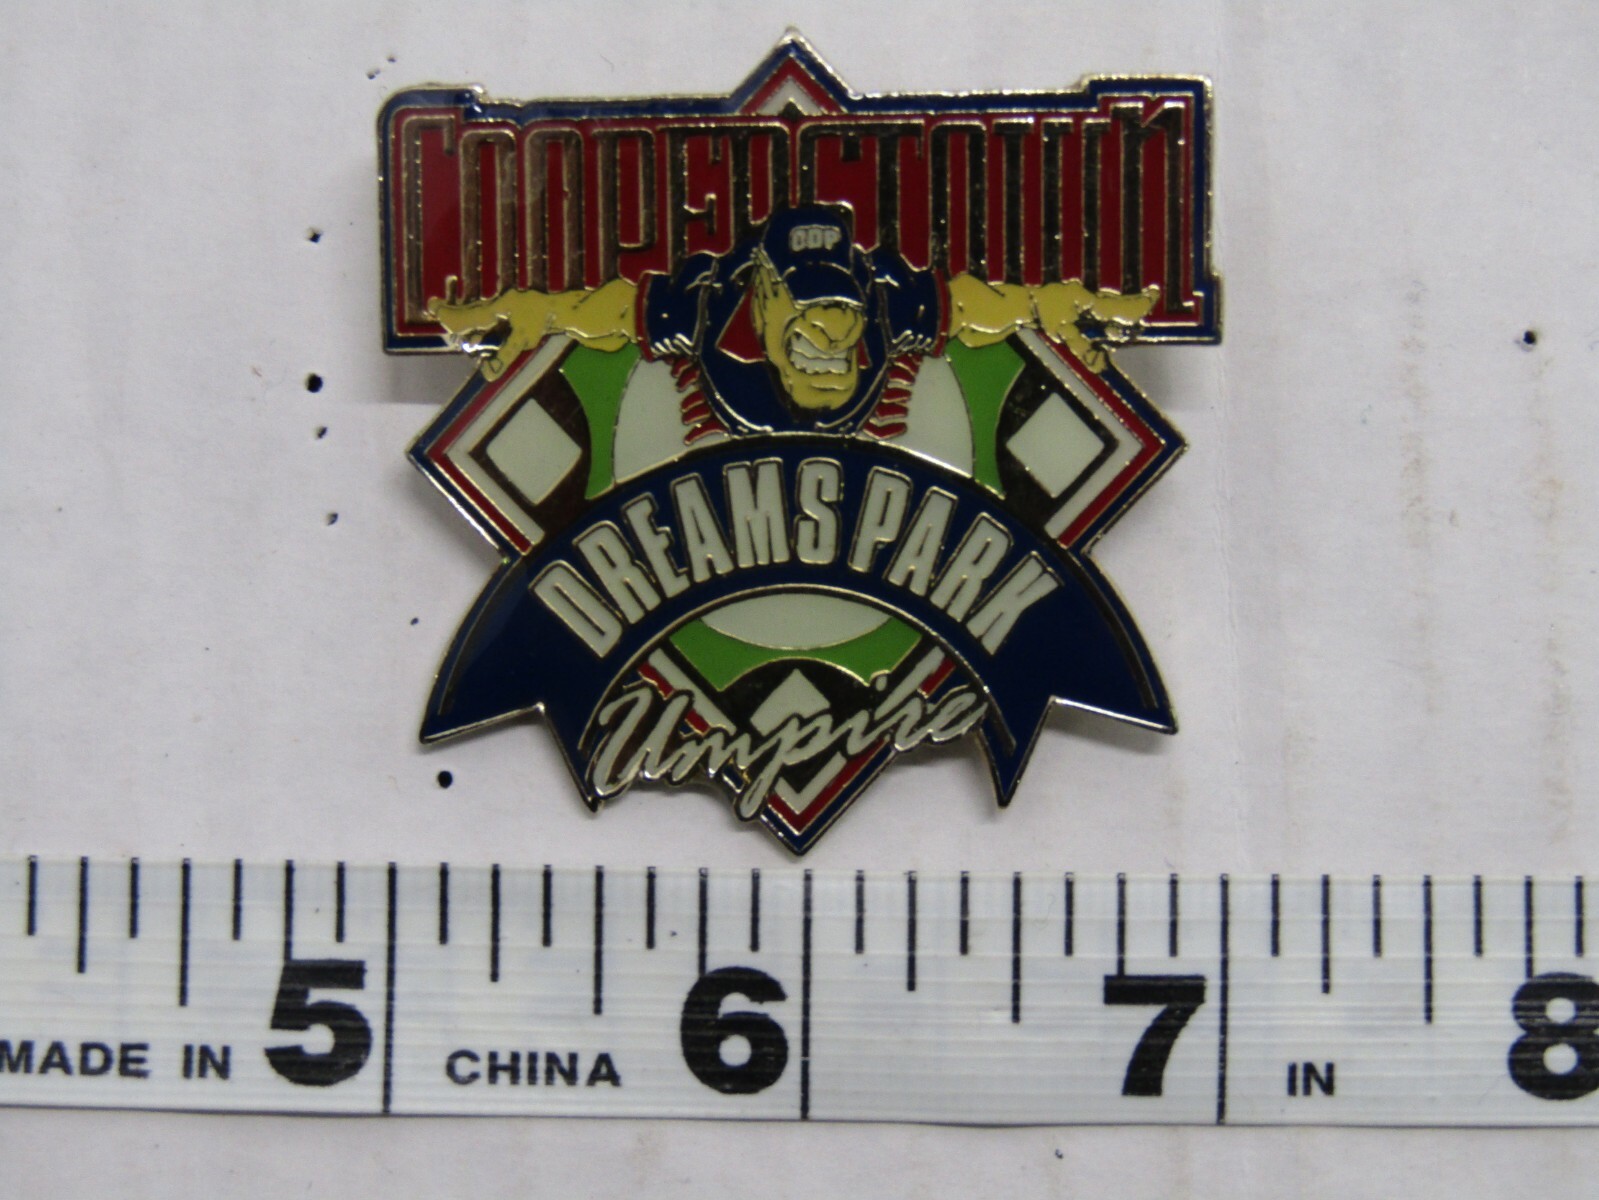 COOPERSTOWN
CDP
DREAMS PARK
Umpire
5 6 7 8
MADE IN CHINA IN